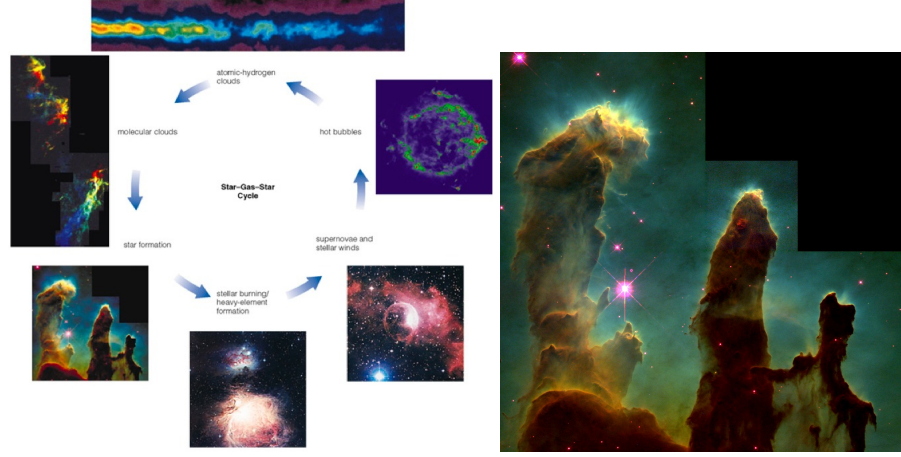 atomic-hydrogen
clouds
molecular clouds
hot bubbles
Star–Gas–Star
Cycle
star formation
supernovae and
stellar winds
stellar burning/
heavy-element
formation